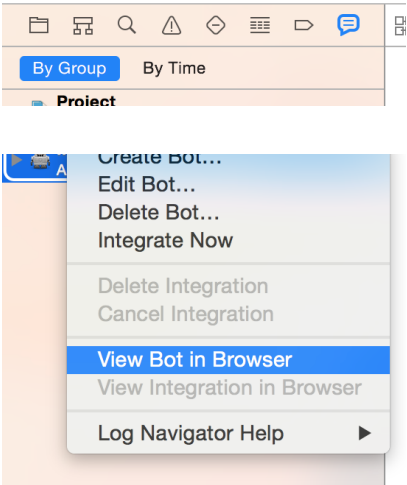 By Group By Time
Project
Create Bot...
A
Edit Bot...
Delete Bot...
Integrate Now
Delete Integration
Cancel Integration
View Bot in Browser
View Integration in Browser
Log Navigator Help